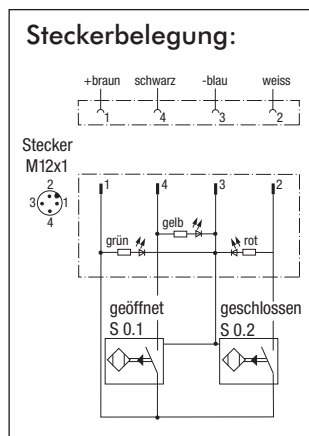 Steckerbelegung:
+braun schwarz -blau weiss
1 4 3 2
Stecker
M12x1
2
3 1
4
1 4 3 2
gelb
grün rot
geöffnet geschlossen
S 0.1 S 0.2